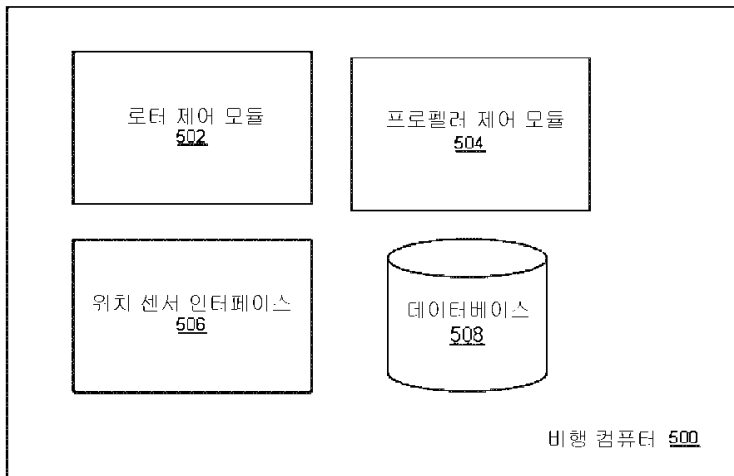 로터 제어 모듈
502
프로펠러 제어 모듈
504
위치 센서 인터페이스
506
데이터베이스
508
비행 컴퓨터 500